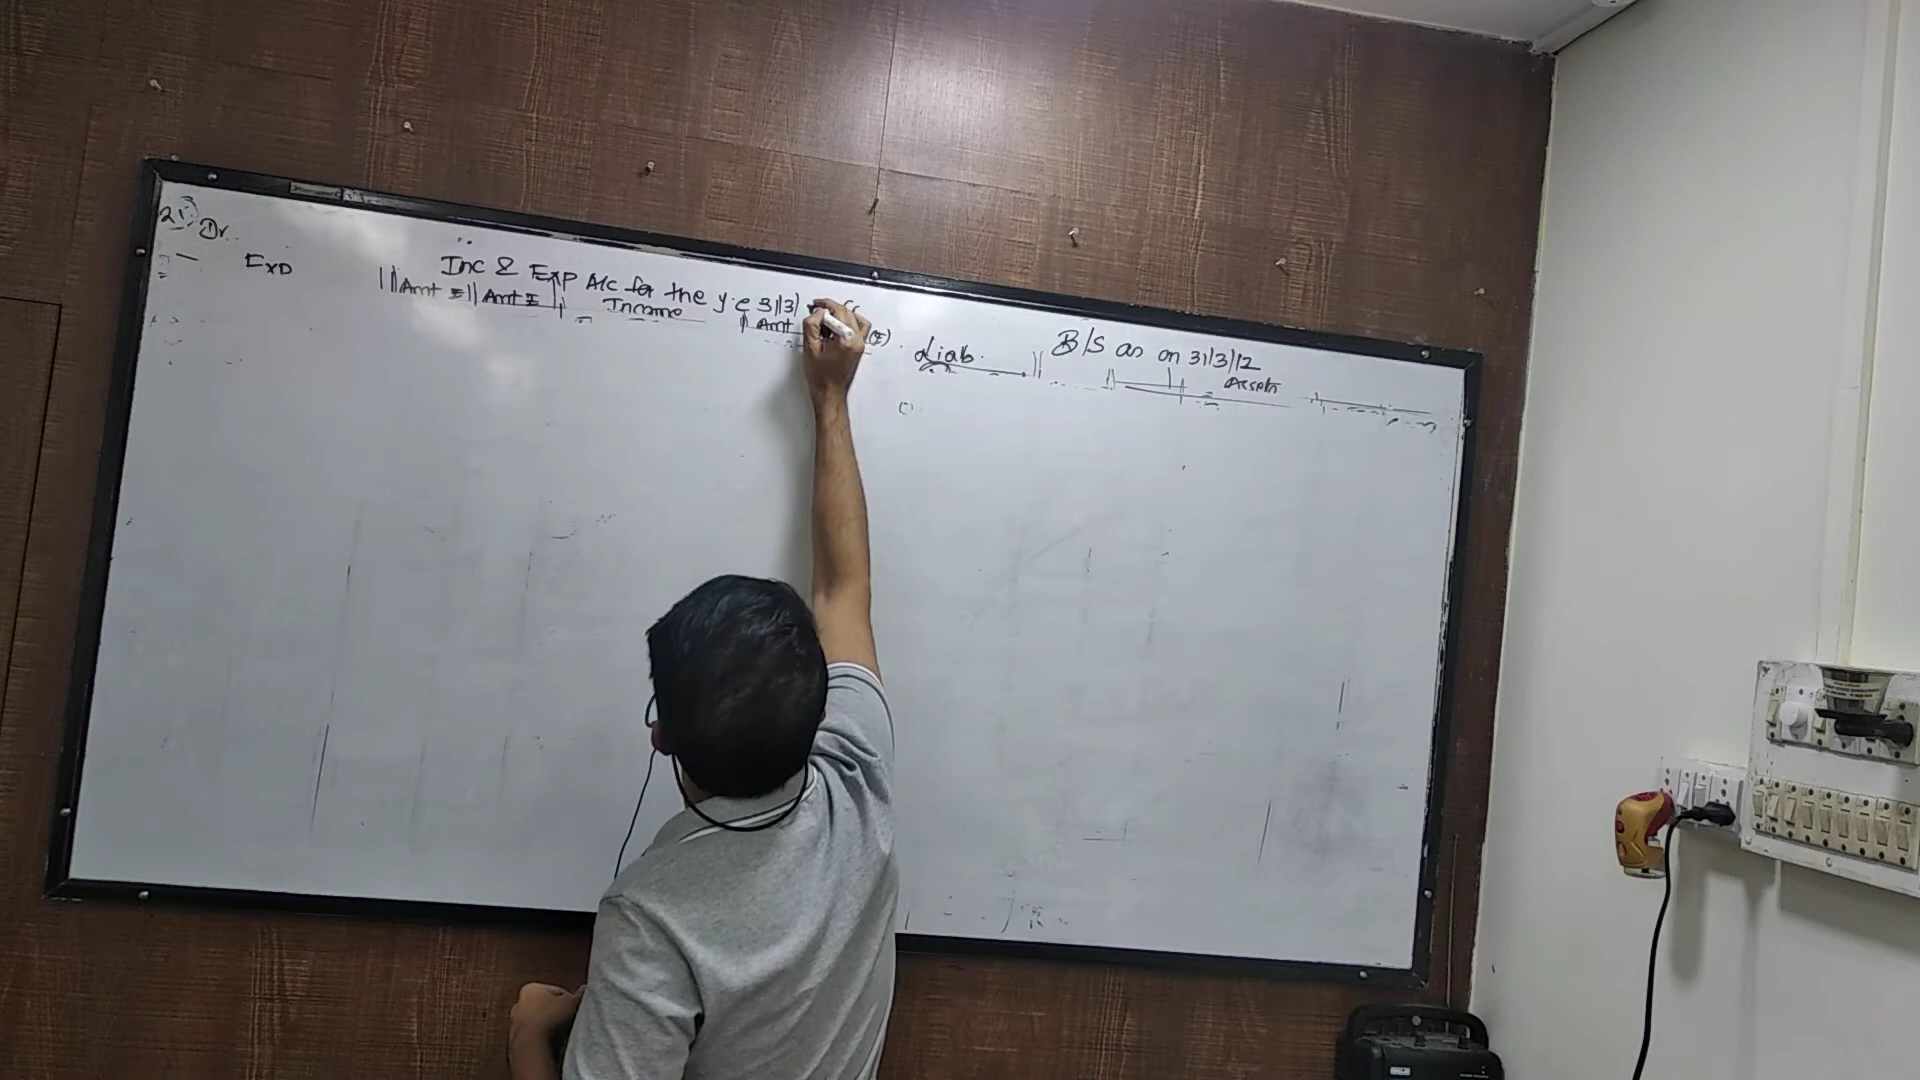 21
Dr.
Inc & Exp A/c for the y.e 31/3/
Exp
Amt ₹ Amt ₹ Income Amt (₹)
B/S as on 31/3/12
Liab. Assets